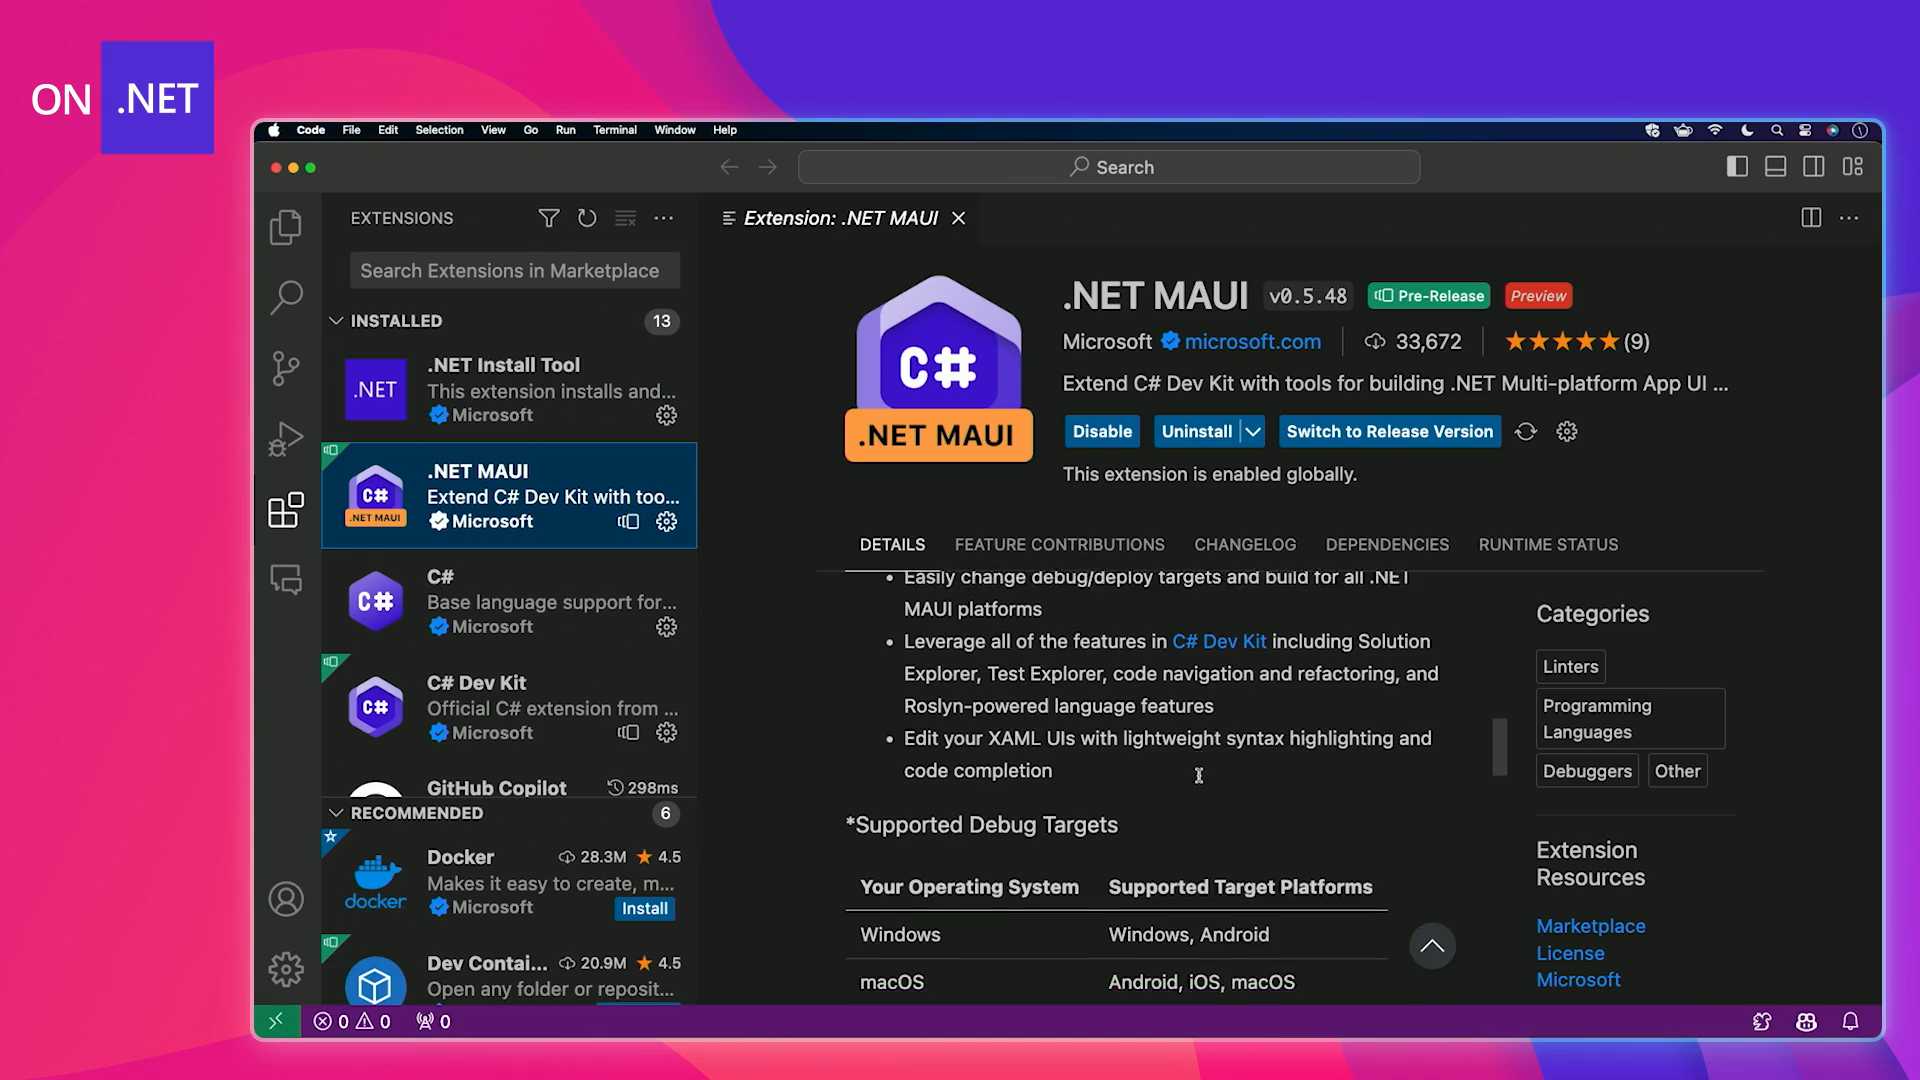 ON .NET
Code File Edit Selection View Go Run Terminal Window Help
Search
EXTENSIONS
Search Extensions in Marketplace
INSTALLED 13
.NET
.NET Install Tool
This extension installs and...
Microsoft
C#
.NET MAUI
.NET MAUI
Extend C# Dev Kit with too...
Microsoft
C#
C#
Base language support for...
Microsoft
C#
C# Dev Kit
Official C# extension from ...
Microsoft
GitHub Copilot 298ms
RECOMMENDED 6
docker
Docker 28.3M 4.5
Makes it easy to create, m...
Microsoft Install
Dev Contai... 20.9M 4.5
Open any folder or reposit...
Extension: .NET MAUI
C#
.NET MAUI
.NET MAUI v0.5.48 Pre-Release Preview
Microsoft microsoft.com 33,672 (9)
Extend C# Dev Kit with tools for building .NET Multi-platform App UI ...
Disable Uninstall Switch to Release Version
This extension is enabled globally.
DETAILS FEATURE CONTRIBUTIONS CHANGELOG DEPENDENCIES RUNTIME STATUS
• Easily change debug/deploy targets and build for all .NET
MAUI platforms
• Leverage all of the features in C# Dev Kit including Solution
Explorer, Test Explorer, code navigation and refactoring, and
Roslyn-powered language features
• Edit your XAML UIs with lightweight syntax highlighting and
code completion
*Supported Debug Targets
Your Operating System Supported Target Platforms
Windows Windows, Android
macOS Android, iOS, macOS
Categories
Linters
Programming
Languages
Debuggers Other
Extension
Resources
Marketplace
License
Microsoft
0 0 0